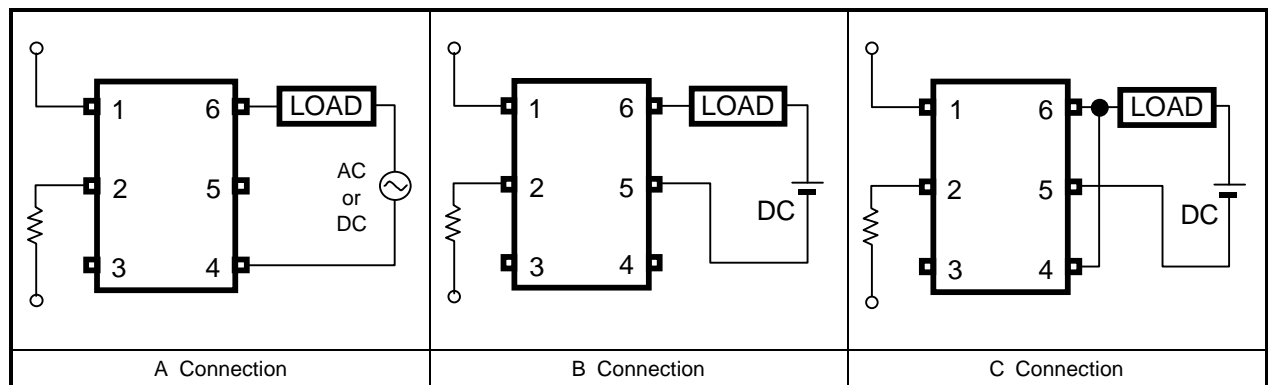 1 6 LOAD
2 5
3 4
AC
or
DC
A Connection
1 6 LOAD
2 5
DC
3 4
B Connection
1 6 LOAD
2 5
DC
3 4
C Connection